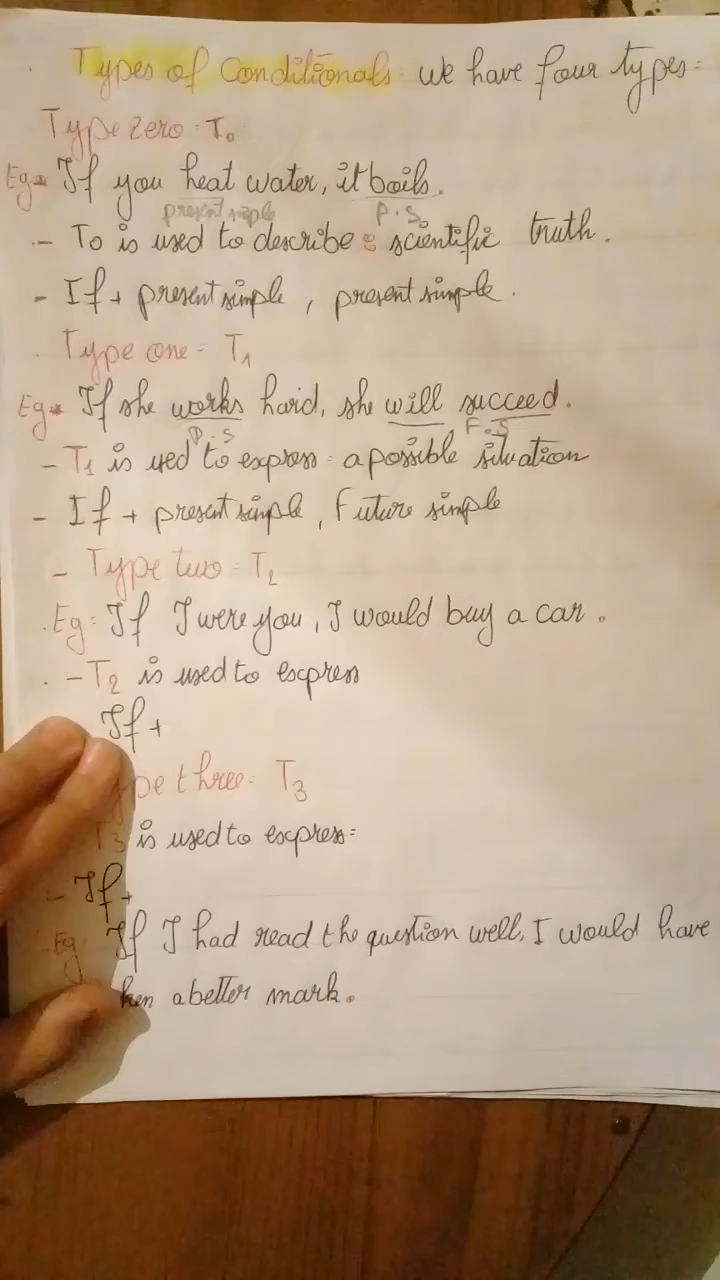 Types of Conditionals: we have four types=
Type zero = T0
Eg= If you heat water, it boils.
present simple P.S
- T0 is used to describe : scientific truth.
- If + present simple, present simple.
. Type one = T1
Eg= If she works hard, she will succeed.
P.S F.S
- T1 is used to express = a possible situation
- If + present simple, Future simple
- Type two = T2
. Eg: If I were you, I would buy a car.
. - T2 is used to express
If +
ype three = T3
T3 is used to express=
- If +
Eg If I had read the question well, I would have
ken a better mark.